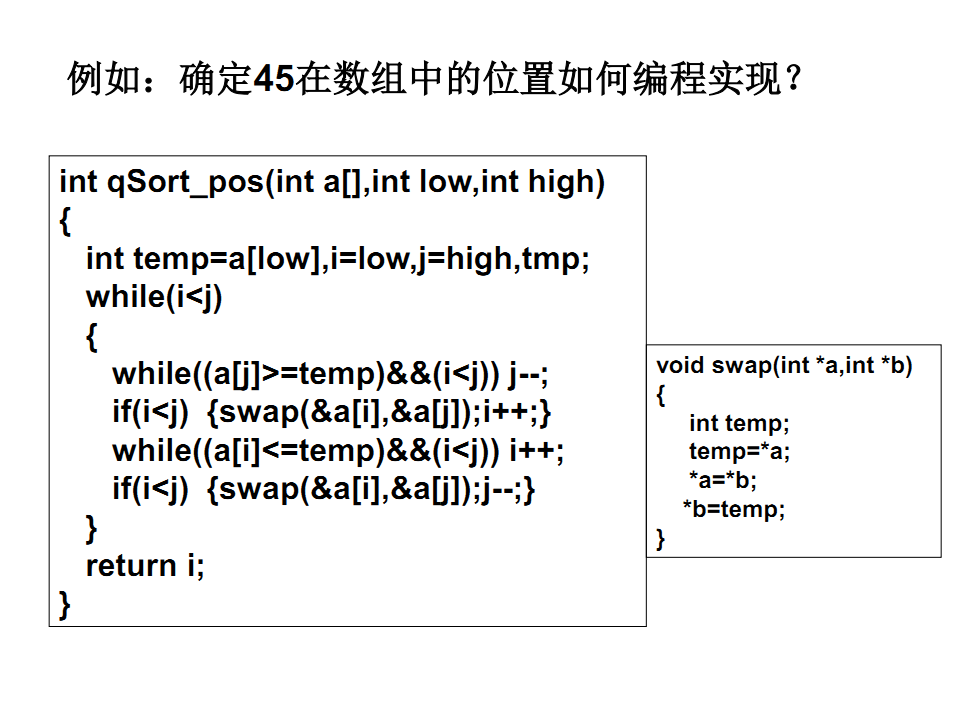 例如：确定45在数组中的位置如何编程实现？
int qSort_pos(int a[],int low,int high)
{
int temp=a[low],i=low,j=high,tmp;
while(i<j)
{
while((a[j]>=temp)&&(i<j)) j--;
if(i<j) {swap(&a[i],&a[j]);i++;}
while((a[i]<=temp)&&(i<j)) i++;
if(i<j) {swap(&a[i],&a[j]);j--;}
}
return i;
}
void swap(int *a,int *b)
{
int temp;
temp=*a;
*a=*b;
*b=temp;
}